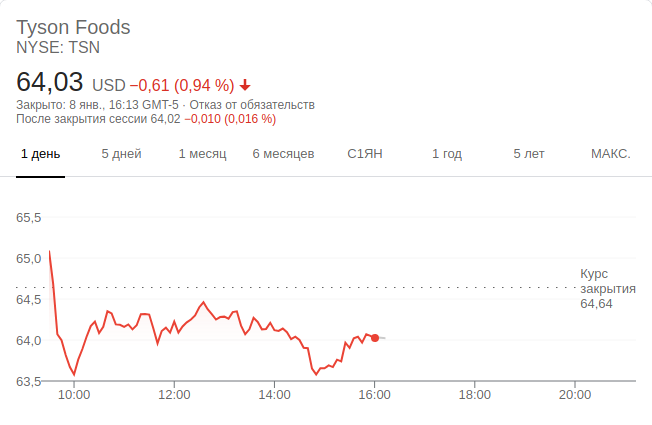 Tyson Foods
NYSE: TSN
64,03 USD −0,61 (0,94 %)
Закрыто: 8 янв., 16:13 GMT-5 · Отказ от обязательств
После закрытия сессии 64,02 −0,010 (0,016 %)
1 день 5 дней 1 месяц 6 месяцев С1ЯН 1 год 5 лет МАКС.
65,5
65,0
Курс
закрытия
64,64
64,5
64,0
63,5
10:00 12:00 14:00 16:00 18:00 20:00